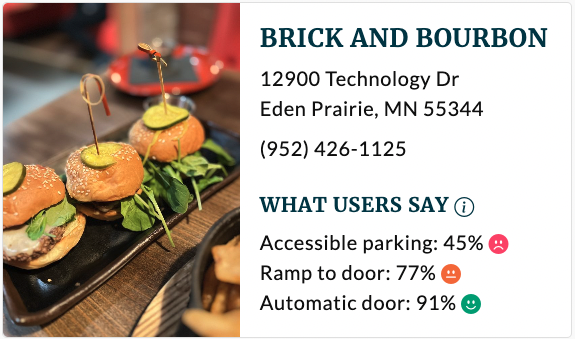 BRICK AND BOURBON
12900 Technology Dr
Eden Prairie, MN 55344
(952) 426-1125
WHAT USERS SAY
Accessible parking: 45%
Ramp to door: 77%
Automatic door: 91%